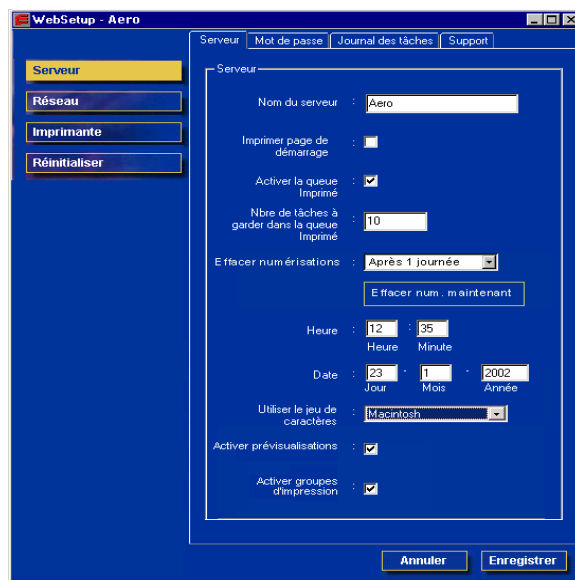 WebSetup - Aero
Serveur
Réseau
Imprimante
Réinitialiser
Serveur
Mot de passe
Journal des tâches
Support
Serveur
Nom du serveur : Aero
Imprimer page de
démarrage :
Activer la queue
Imprimé :
Nbre de tâches à
garder dans la queue : 10
Imprimé
Effacer numérisations : Après 1 journée
Effacer num. maintenant
Heure : 12 : 35
Heure Minute
Date : 23 - 1 - 2002
Jour Mois Année
Utiliser le jeu de
caractères : Macintosh
Activer prévisualisations :
Activer groupes
d'impression :
Annuler
Enregistrer